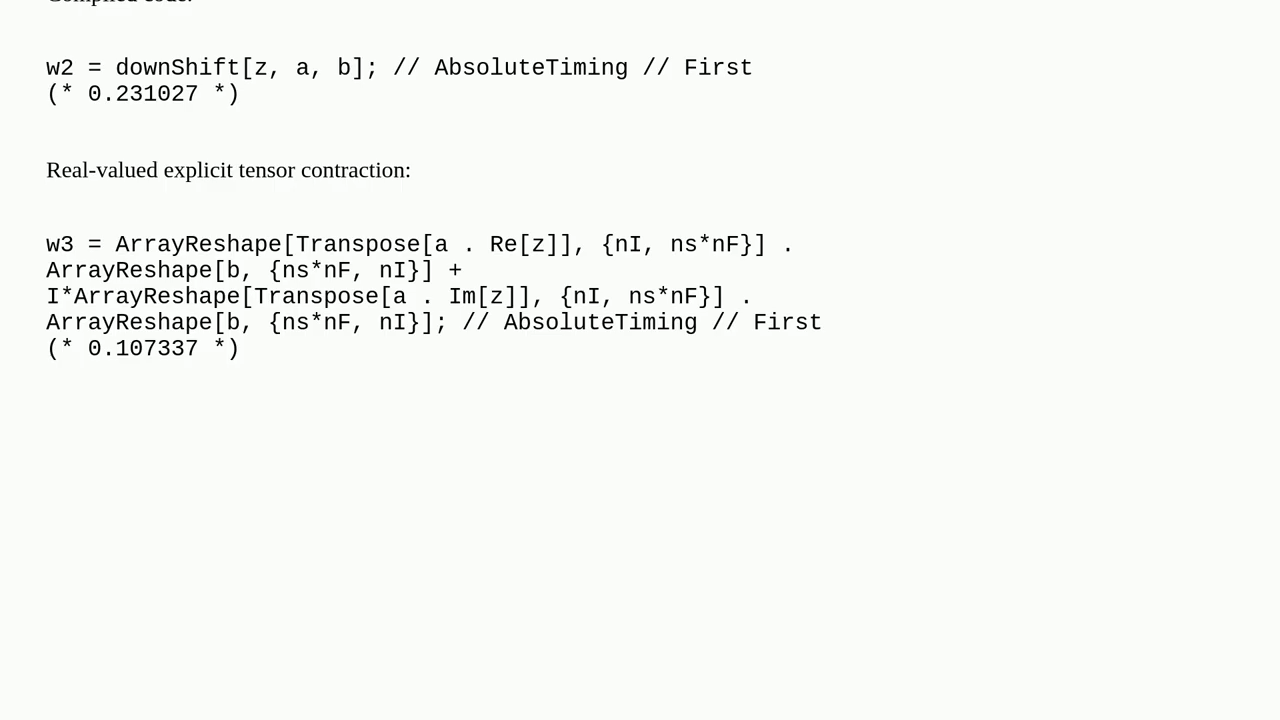 w2 = downShift[z, a, b]; // AbsoluteTiming // First
(* 0.231027 *)
Real-valued explicit tensor contraction:
w3 = ArrayReshape[Transpose[a . Re[z]], {nI, ns*nF}] .
ArrayReshape[b, {ns*nF, nI}] +
I*ArrayReshape[Transpose[a . Im[z]], {nI, ns*nF}] .
ArrayReshape[b, {ns*nF, nI}]; // AbsoluteTiming // First
(* 0.107337 *)